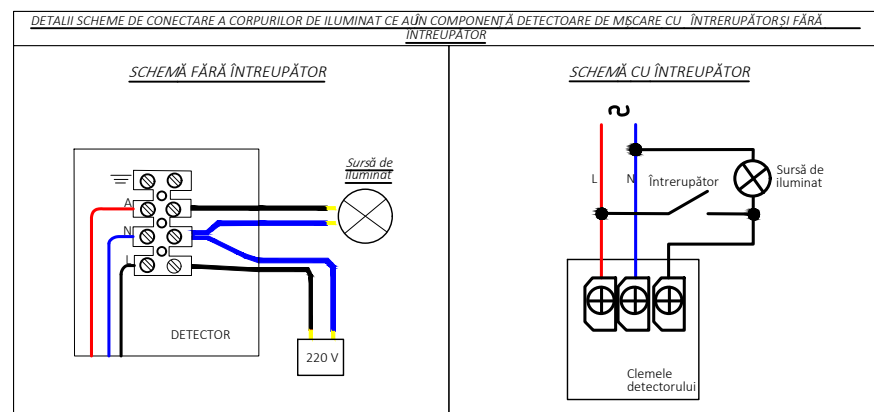 DETALII SCHEME DE CONECTARE A CORPURILOR DE ILUMINAT CE AU ÎN COMPONENȚĂ DETECTOARE DE MIȘCARE CU ÎNTRERUPĂTOR ȘI FĂRĂ
ÎNTREUPĂTOR
SCHEMĂ FĂRĂ ÎNTREUPĂTOR
Sursă de
iluminat
A
N
L
DETECTOR
220 V
SCHEMĂ CU ÎNTREUPĂTOR
L
N
Întrerupător
Sursă de
iluminat
Clemele
detectorului